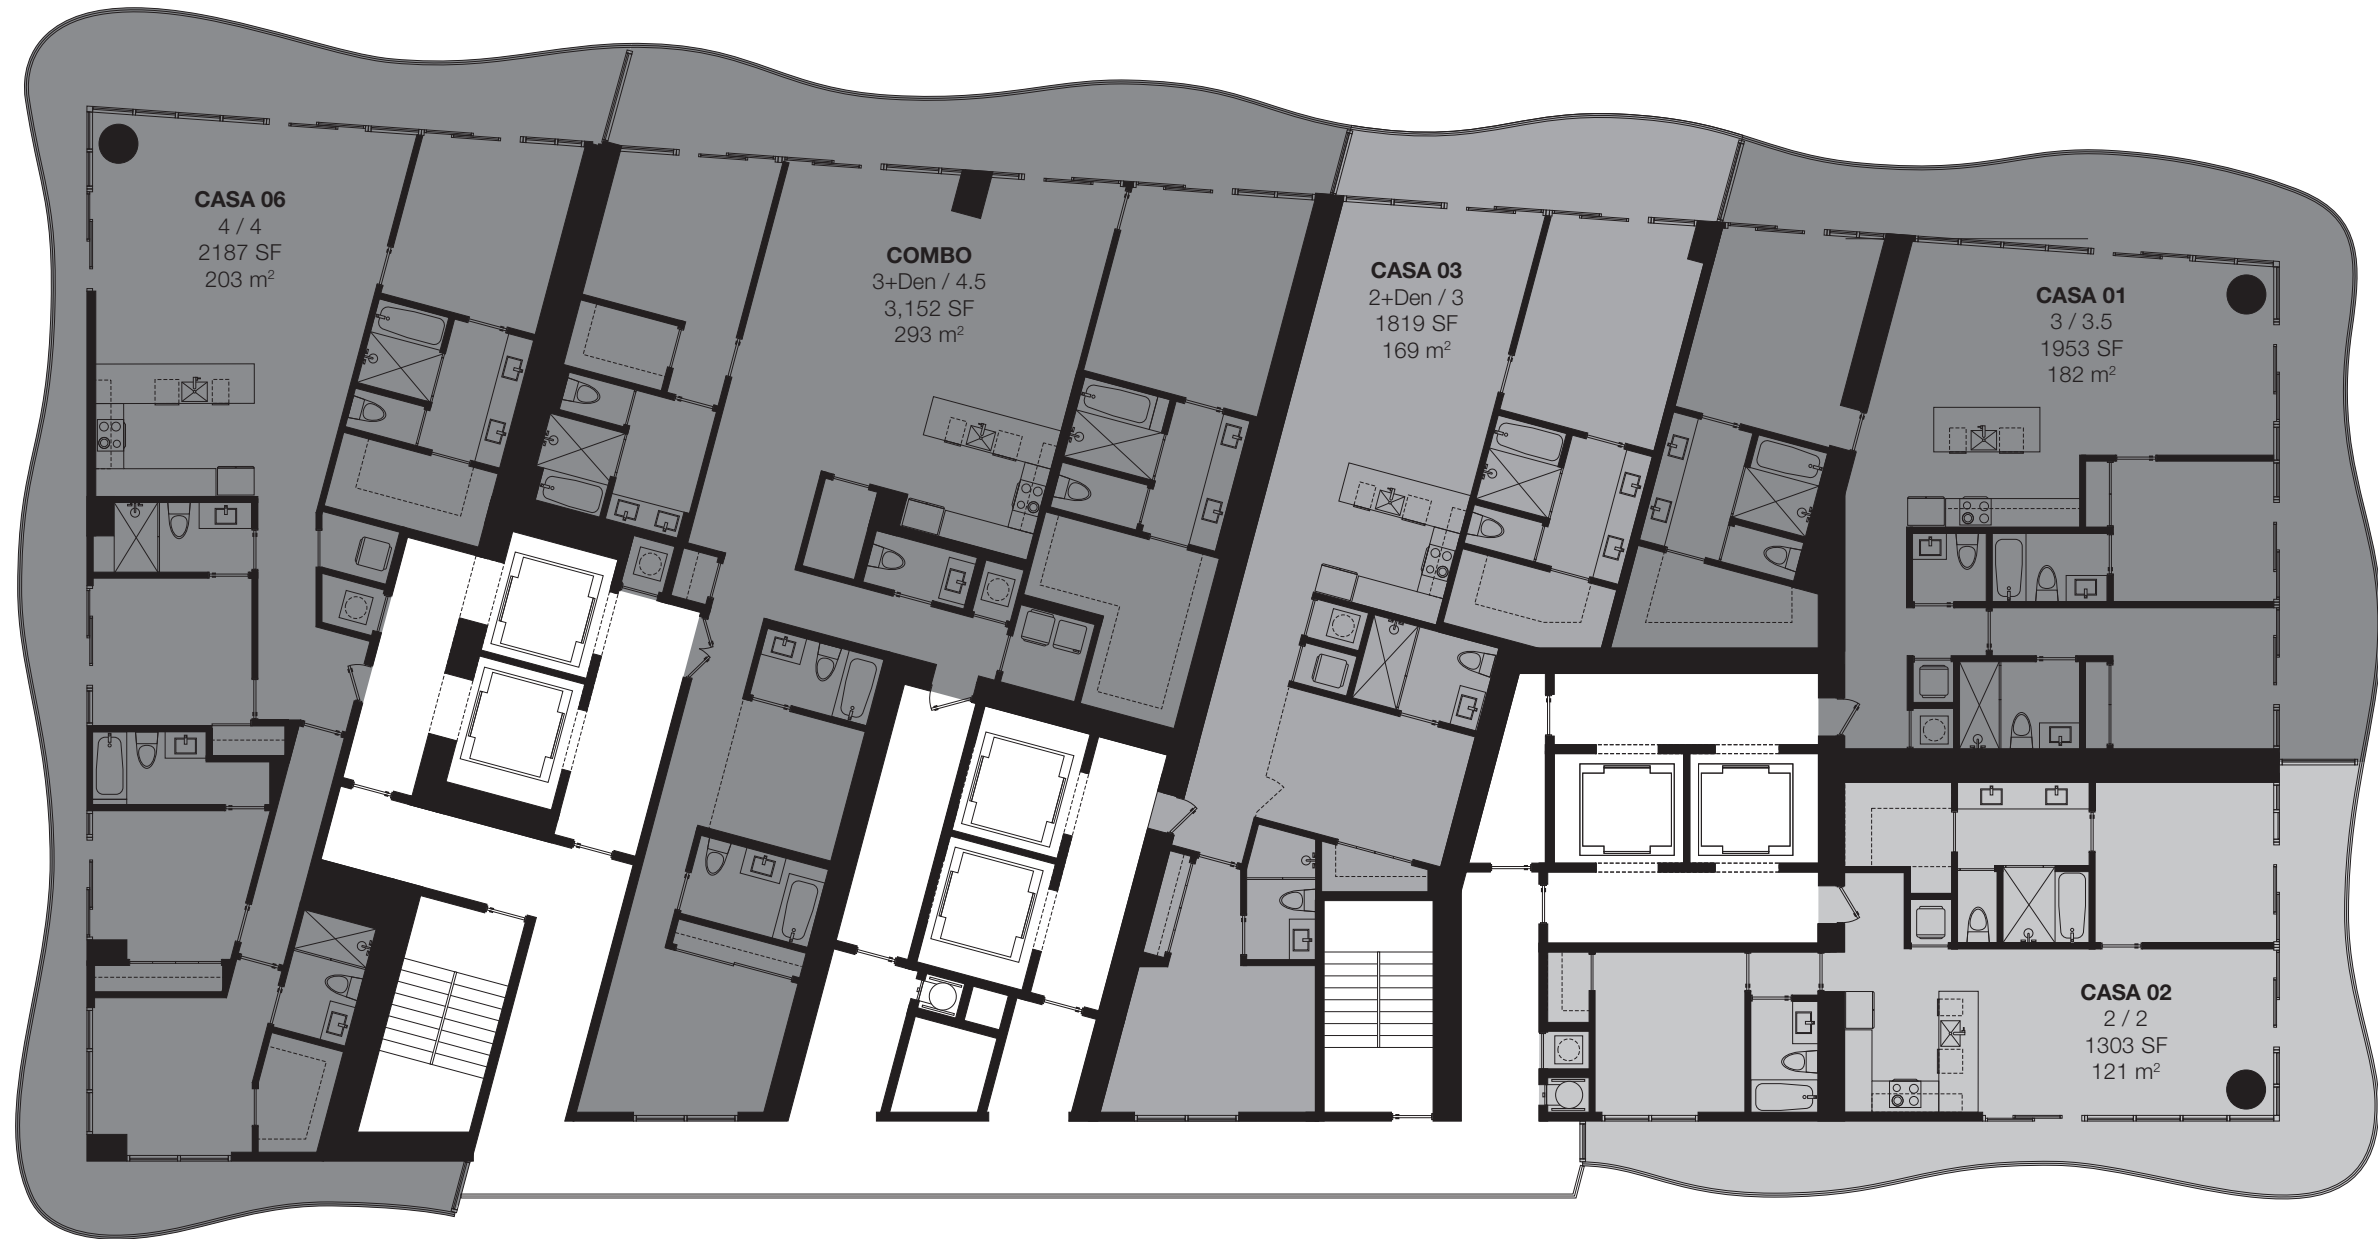 CASA 06
4 / 4
2187 SF
203 m²
COMBO
3+Den / 4.5
3,152 SF
293 m²
CASA 03
2+Den / 3
1819 SF
169 m²
CASA 01
3 / 3.5
1953 SF
182 m²
CASA 02
2 / 2
1303 SF
121 m²